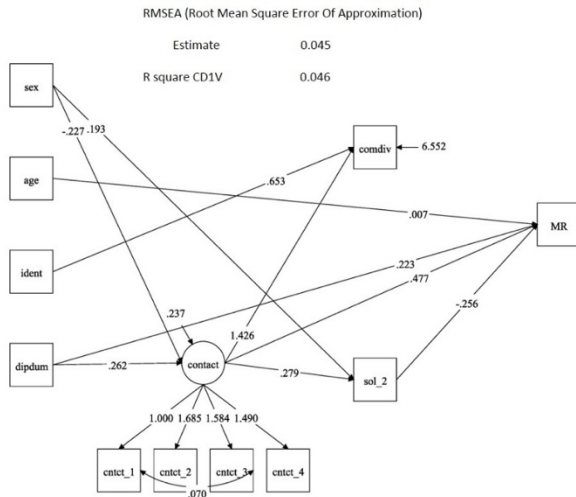 RMSEA (Root Mean Square Error Of Approximation)
Estimate 0.045
R square CD1V 0.046
sex
-.227 .193
comdiv 6.552
age
.653
.007
MR
ident
.223
.477
.237
-.256
1.426
dipdum .262 contact .279 sol_2
1.000 1.685 1.584 1.490
cntct_1 cntct_2 cntct_3 cntct_4
.070